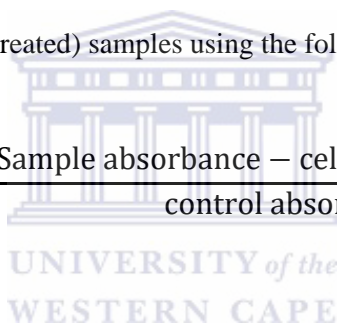 reated) samples using the fol
Sample absorbance − cel
control absor
UNIVERSITY of the
WESTERN CAPE